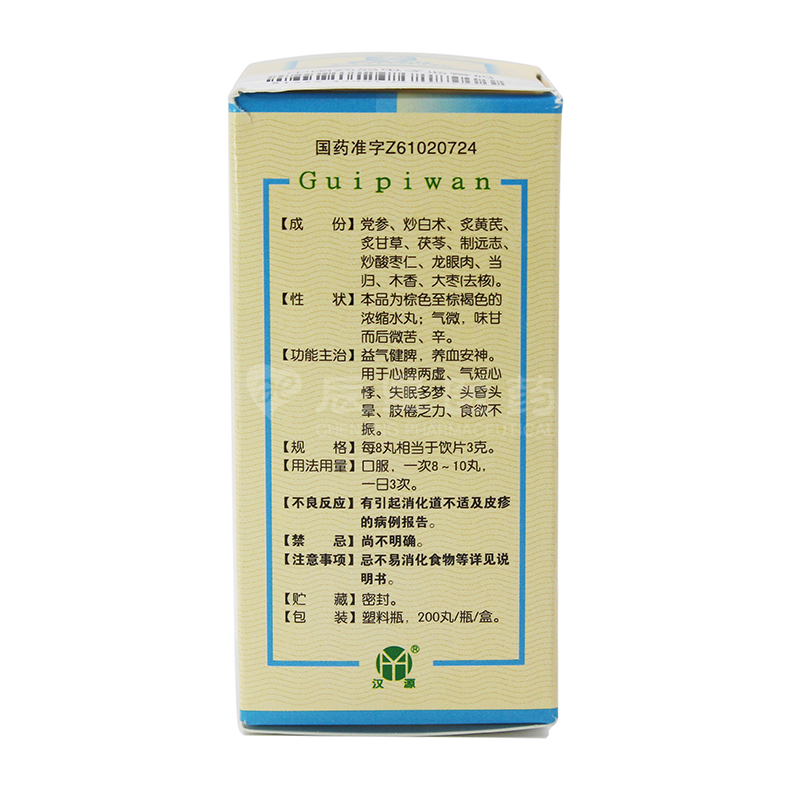 国药准字Z61020724
Guipiwan
【成 份】党参、炒白术、炙黄芪、
炙甘草、茯苓、制远志、
炒酸枣仁、龙眼肉、当
归、木香、大枣(去核)。
【性 状】本品为棕色至棕褐色的
浓缩水丸；气微，味甘
而后微苦、辛。
【功能主治】益气健脾，养血安神。
用于心脾两虚、气短心
悸、失眠多梦、头昏头
晕、肢倦乏力、食欲不
振。
【规 格】每8丸相当于饮片3克。
【用法用量】口服，一次8~10丸，
一日3次。
【不良反应】有引起消化道不适及皮疹
的病例报告。
【禁 忌】尚不明确。
【注意事项】忌不易消化食物等详见说
明书。
【贮 藏】密封。
【包 装】塑料瓶，200丸/瓶/盒。
®
汉 源